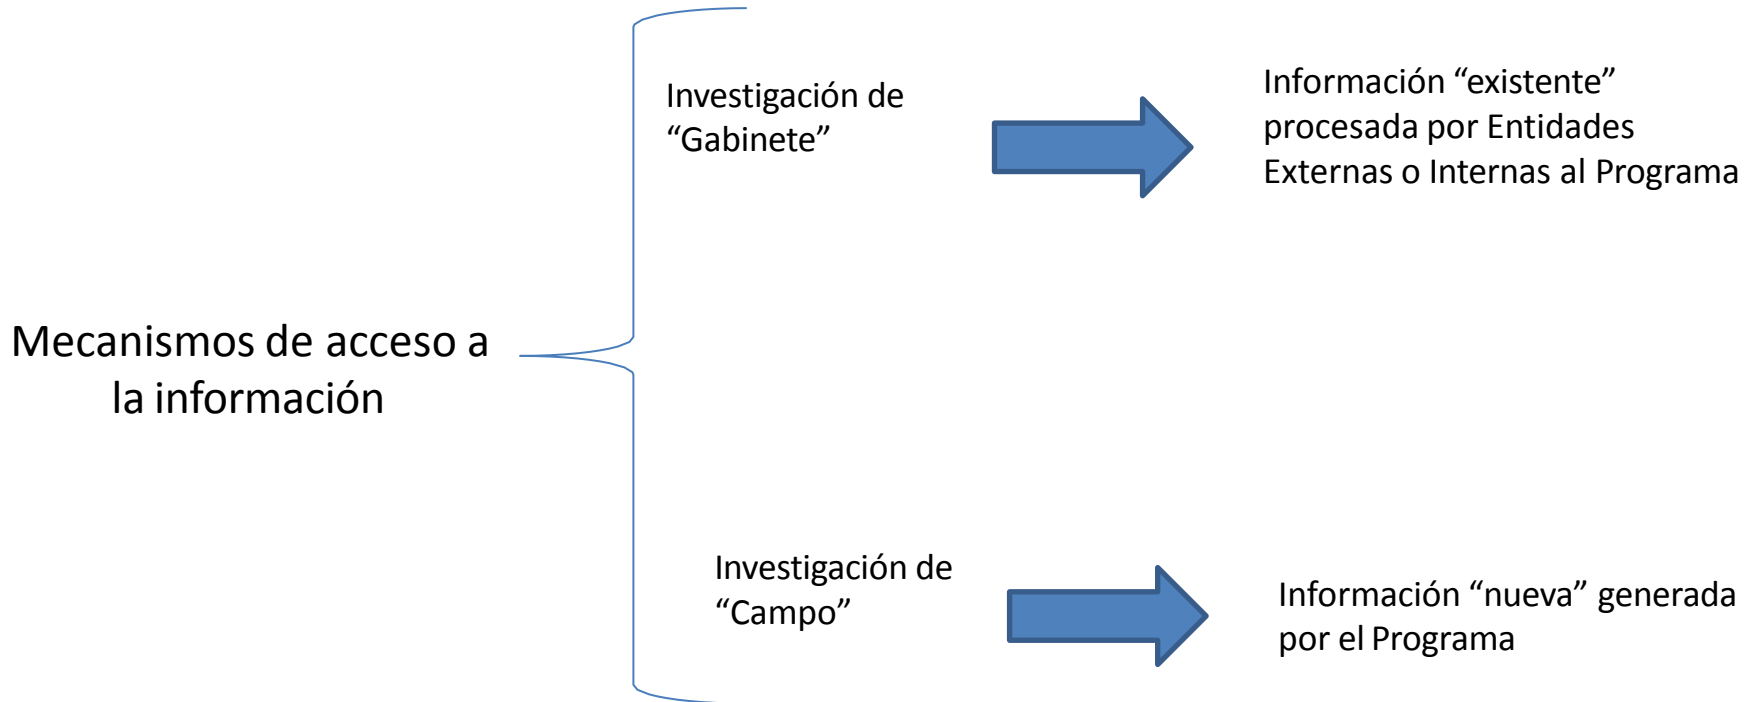 Mecanismos de acceso a
la información
Investigación de
“Gabinete”
Información “existente”
procesada por Entidades
Externas o Internas al Programa
Investigación de
“Campo”
Información “nueva” generada
por el Programa